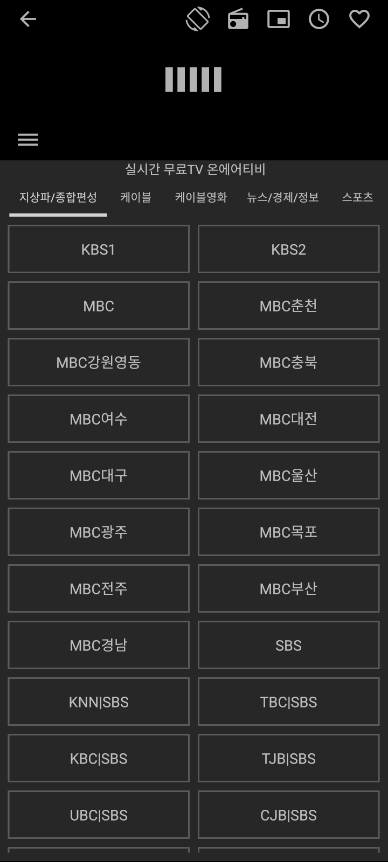 실시간 무료TV 온에어티비
지상파/종합편성 케이블 케이블영화 뉴스/경제/정보 스포츠
KBS1 KBS2
MBC MBC춘천
MBC강원영동 MBC충북
MBC여수 MBC대전
MBC대구 MBC울산
MBC광주 MBC목포
MBC전주 MBC부산
MBC경남 SBS
KNN|SBS TBC|SBS
KBC|SBS TJB|SBS
UBC|SBS CJB|SBS